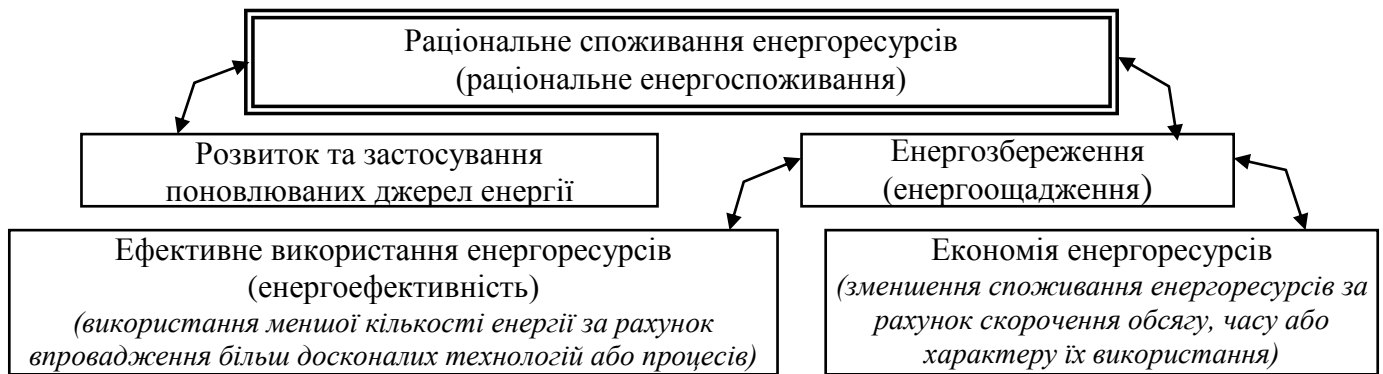 Раціональне споживання енергоресурсів
(раціональне енергоспоживання)
Розвиток та застосування
поновлюваних джерел енергії
Енергозбереження
(енергоощадження)
Ефективне використання енергоресурсів
(енергоефективність)
(використання меншої кількості енергії за рахунок
впровадження більш досконалих технологій або процесів)
Економія енергоресурсів
(зменшення споживання енергоресурсів за
рахунок скорочення обсягу, часу або
характеру їх використання)